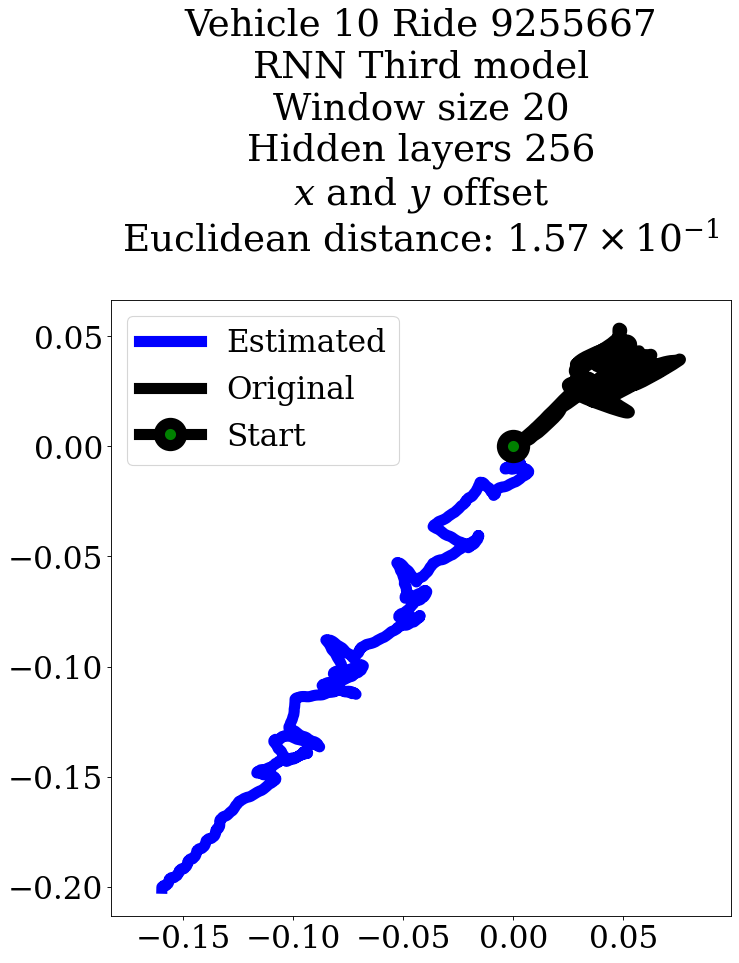 Vehicle 10 Ride 9255667
RNN Third model
Window size 20
Hidden layers 256
x and y offset
Euclidean distance: 1.57 × 10⁻¹
Estimated
Original
Start
0.05
0.00
−0.05
−0.10
−0.15
−0.20
−0.15 −0.10 −0.05 0.00 0.05